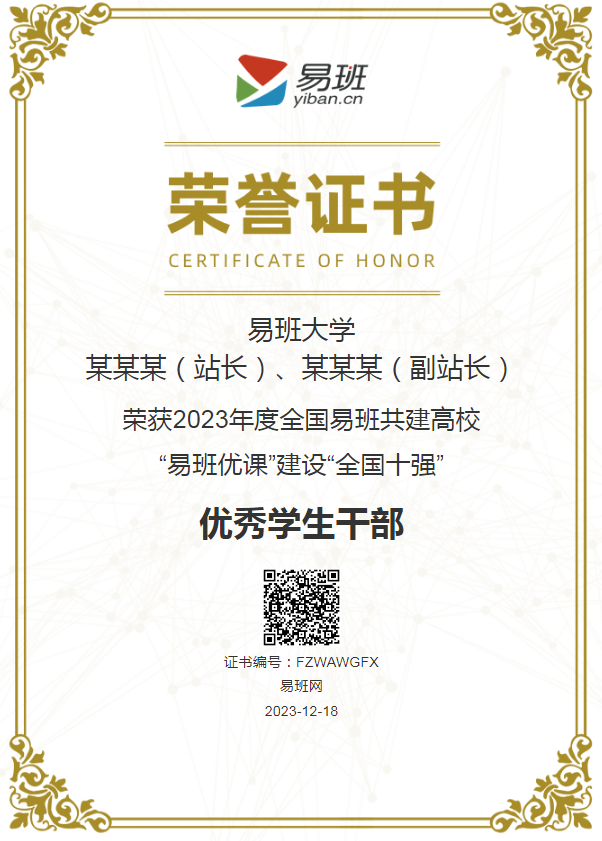 易班
yiban.cn
荣誉证书
CERTIFICATE OF HONOR
易班大学
某某某（站长）、某某某（副站长）
荣获2023年度全国易班共建高校
“易班优课”建设“全国十强”
优秀学生干部
证书编号：FZWAWGFX
易班网
2023-12-18